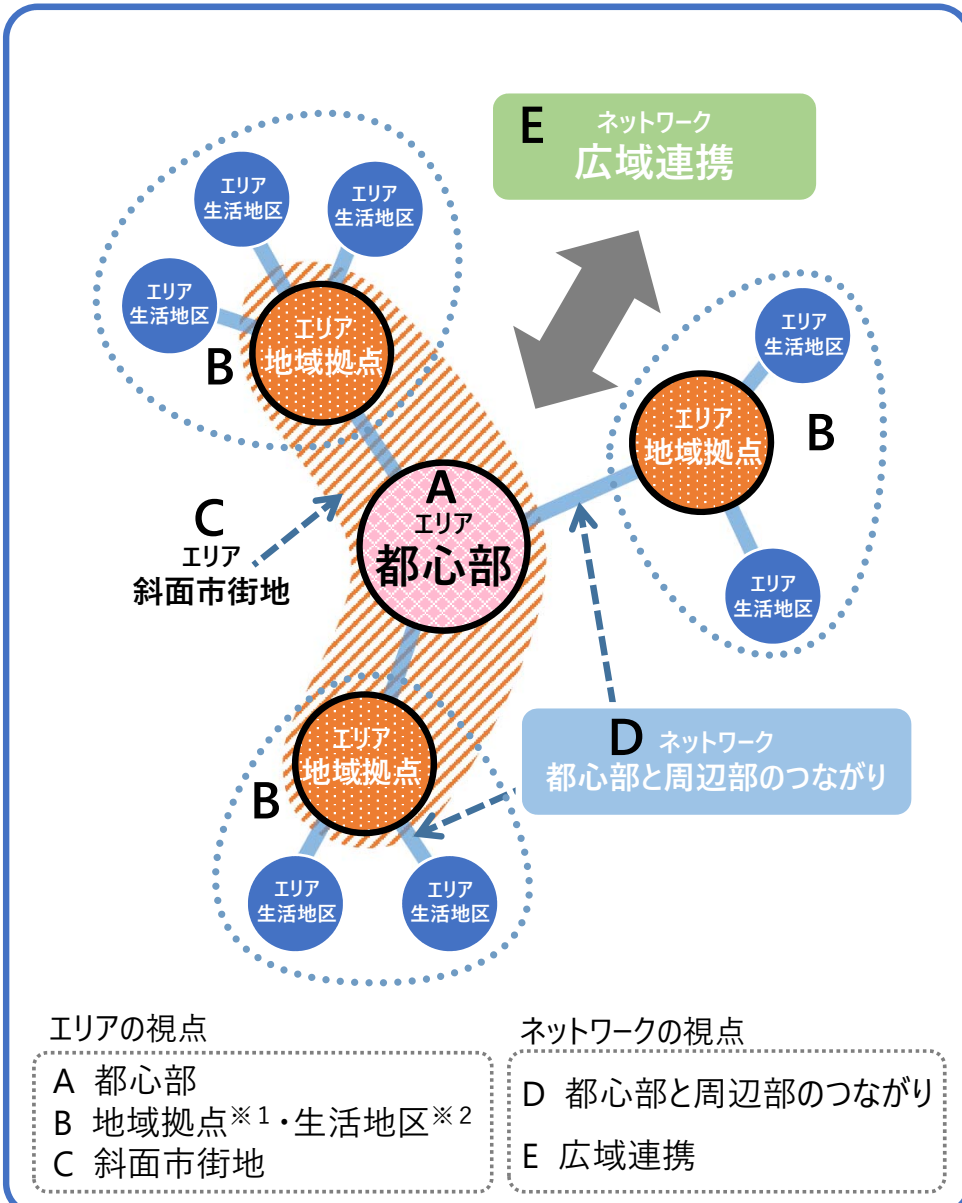 E
ネットワーク
広域連携
エリア
生活地区
エリア
生活地区
エリア
生活地区
B
エリア
地域拠点
エリア
生活地区
エリア
地域拠点
B
エリア
生活地区
A
エリア
都心部
C
エリア
斜面市街地
D
ネットワーク
都心部と周辺部のつながり
エリア
地域拠点
B
エリア
生活地区
エリア
生活地区
エリアの視点
A 都心部
B 地域拠点※1・生活地区※2
C 斜面市街地
ネットワークの視点
D 都心部と周辺部のつながり
E 広域連携